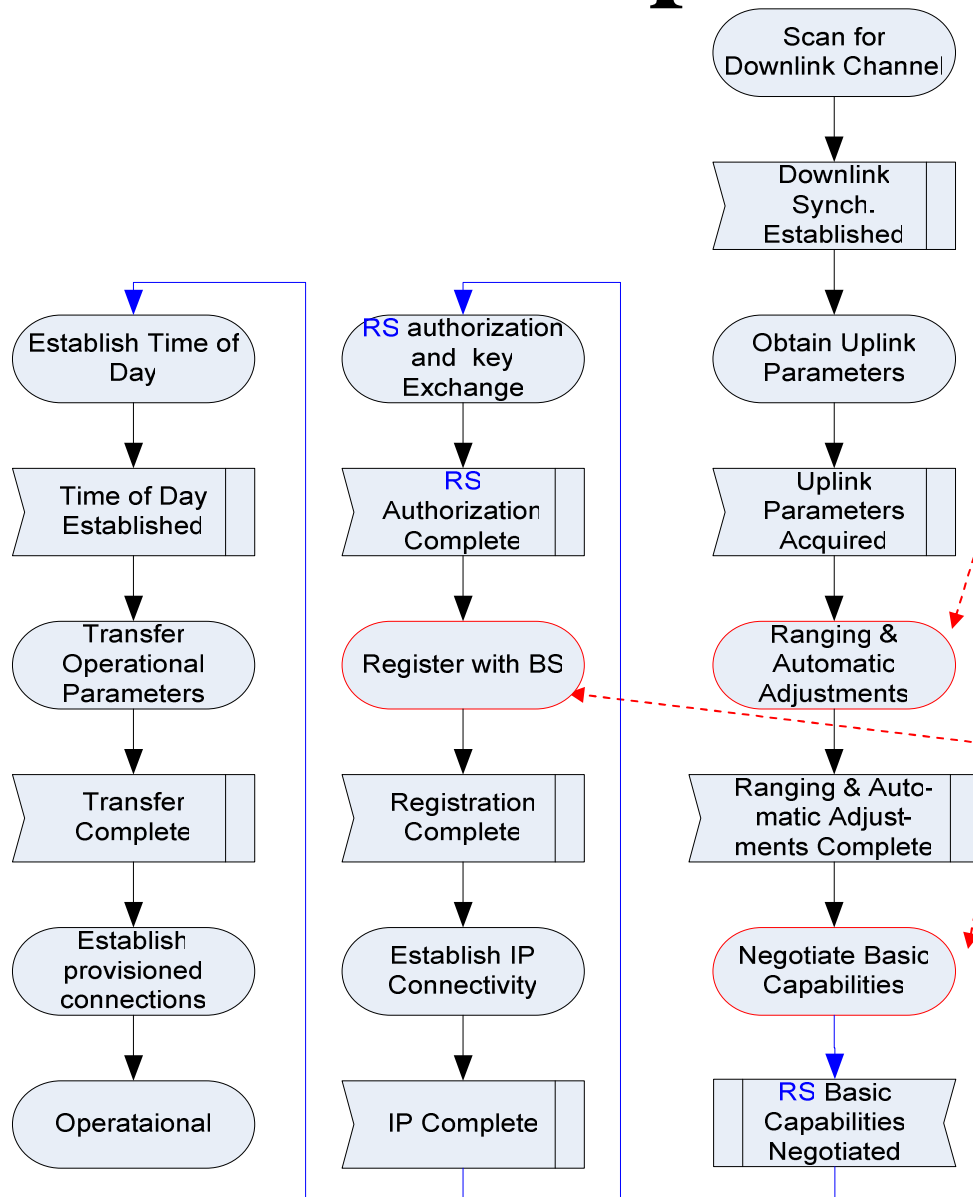 Scan for
Downlink Channel
Downlink
Synch.
Established
Obtain Uplink
Parameters
Uplink
Parameters
Acquired
Ranging &
Automatic
Adjustments
Ranging & Auto-
matic Adjust-
ments Complete
Negotiate Basic
Capabilities
RS Basic
Capabilities
Negotiated
RS authorization
and key
Exchange
RS
Authorization
Complete
Register with BS
Registration
Complete
Establish IP
Connectivity
IP Complete
Establish Time of
Day
Time of Day
Established
Transfer
Operational
Parameters
Transfer
Complete
Establish
provisioned
connections
Operataional